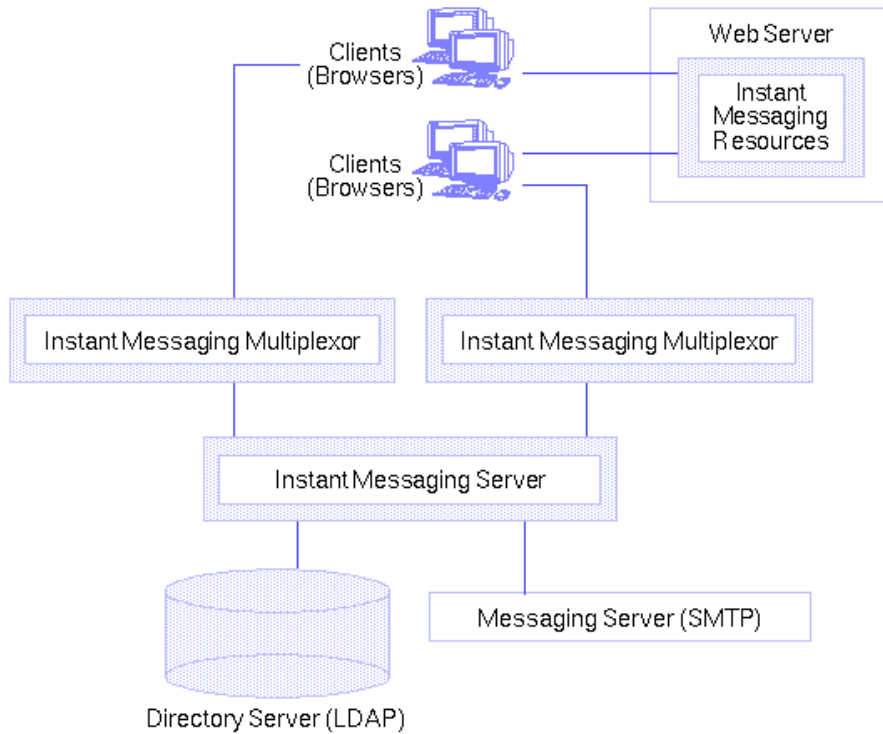 Clients
(Browsers)
Web Server
Instant
Messaging
Resources
Clients
(Browsers)
Instant Messaging Multiplexor
Instant Messaging Multiplexor
Instant Messaging Server
Messaging Server (SMTP)
Directory Server (LDAP)